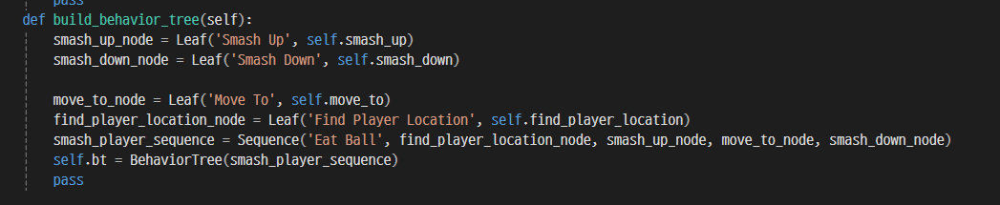 pass
def build_behavior_tree(self):
smash_up_node = Leaf('Smash Up', self.smash_up)
smash_down_node = Leaf('Smash Down', self.smash_down)
move_to_node = Leaf('Move To', self.move_to)
find_player_location_node = Leaf('Find Player Location', self.find_player_location)
smash_player_sequence = Sequence('Eat Ball', find_player_location_node, smash_up_node, move_to_node, smash_down_node)
self.bt = BehaviorTree(smash_player_sequence)
pass